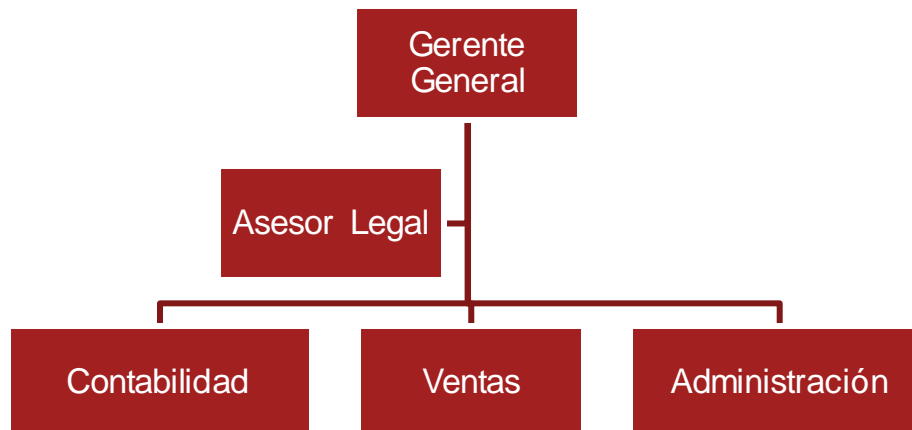 Gerente
General
Asesor Legal
Contabilidad
Ventas
Administración